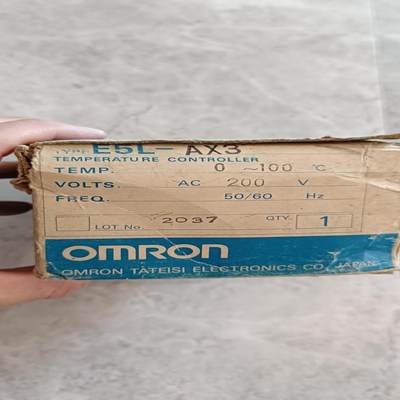 TYPE E5L-AX3
TEMPERATURE CONTROLLER
TEMP. 0 ~100 °C
VOLTS. AC 200 V
FREQ. 50/60 Hz
LOT No. 2037 QTY. 1
OMRON
OMRON TATEISI ELECTRONICS CO. JAPAN